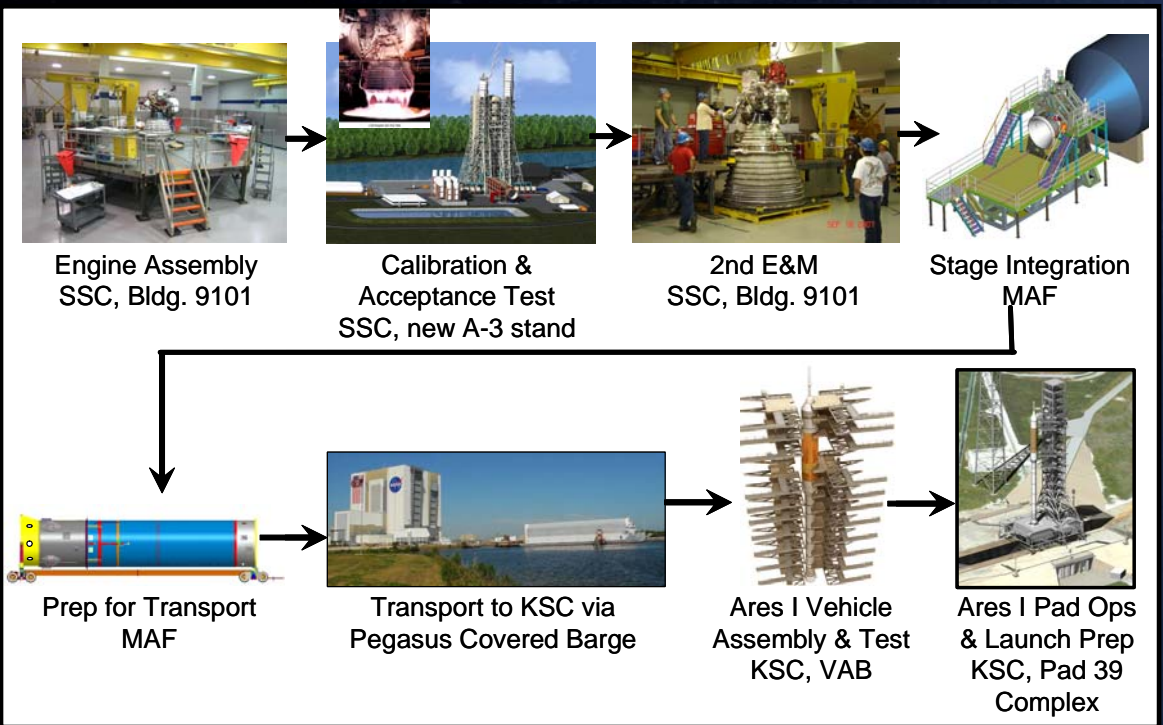 Engine Assembly
SSC, Bldg. 9101
Calibration &
Acceptance Test
SSC, new A-3 stand
2nd E&M
SSC, Bldg. 9101
Stage Integration
MAF
Prep for Transport
MAF
Transport to KSC via
Pegasus Covered Barge
NASA
Ares I Vehicle
Assembly & Test
KSC, VAB
Ares I Pad Ops
& Launch Prep
KSC, Pad 39
Complex